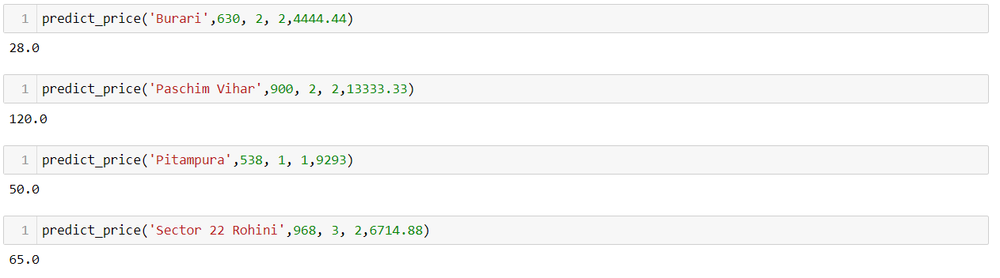 1 predict_price('Burari',630, 2, 2,4444.44)
28.0
1 predict_price('Paschim Vihar',900, 2, 2,13333.33)
120.0
1 predict_price('Pitampura',538, 1, 1,9293)
50.0
1 predict_price('Sector 22 Rohini',968, 3, 2,6714.88)
65.0